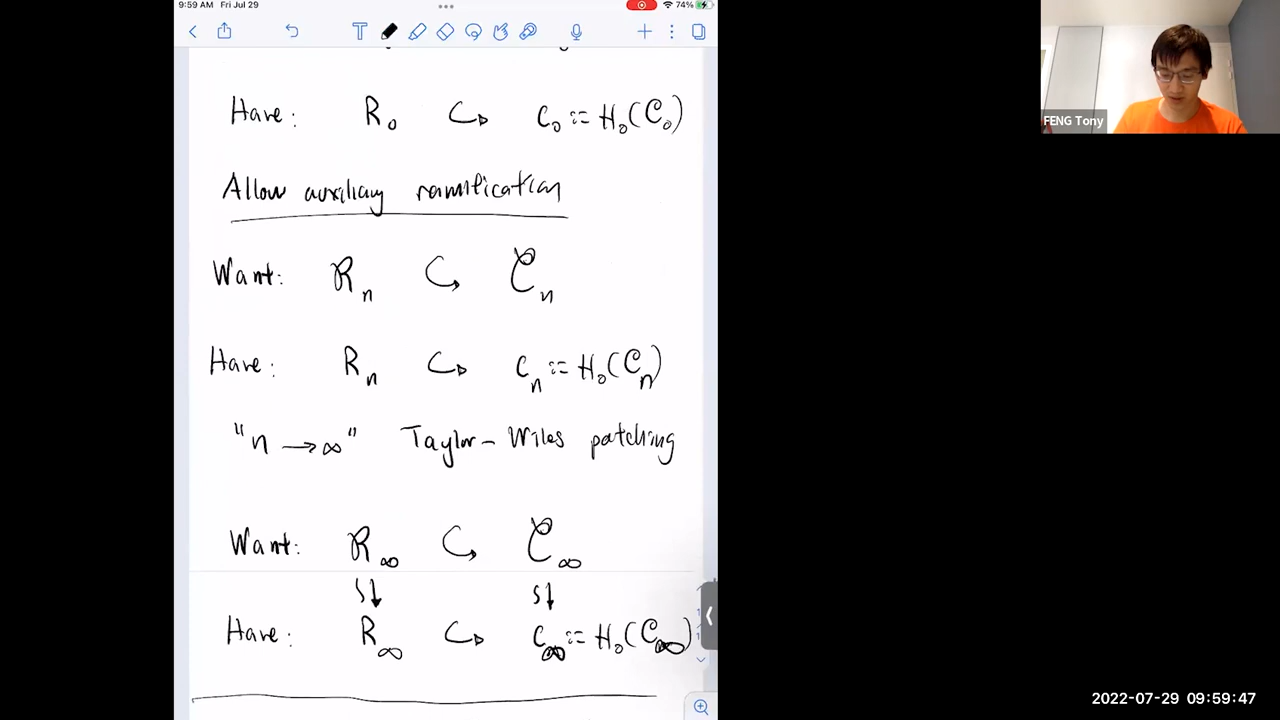 9:59 AM Fri Jul 29
74%
Have: R₀ ↻ c₀ := H₀(𝒞₀)
FENG Tony
Allow auxiliary ramification
Want: ℛₙ ↻ 𝒞ₙ
Have: Rₙ ↻ cₙ := H₀(𝒞ₙ)
"n → ∞" Taylor-Wiles patching
Want: ℛ∞ ↻ 𝒞∞
S↓ S↓
Have: R∞ ↻ c∞ := H₀(𝒞∞)
2022-07-29 09:59:47